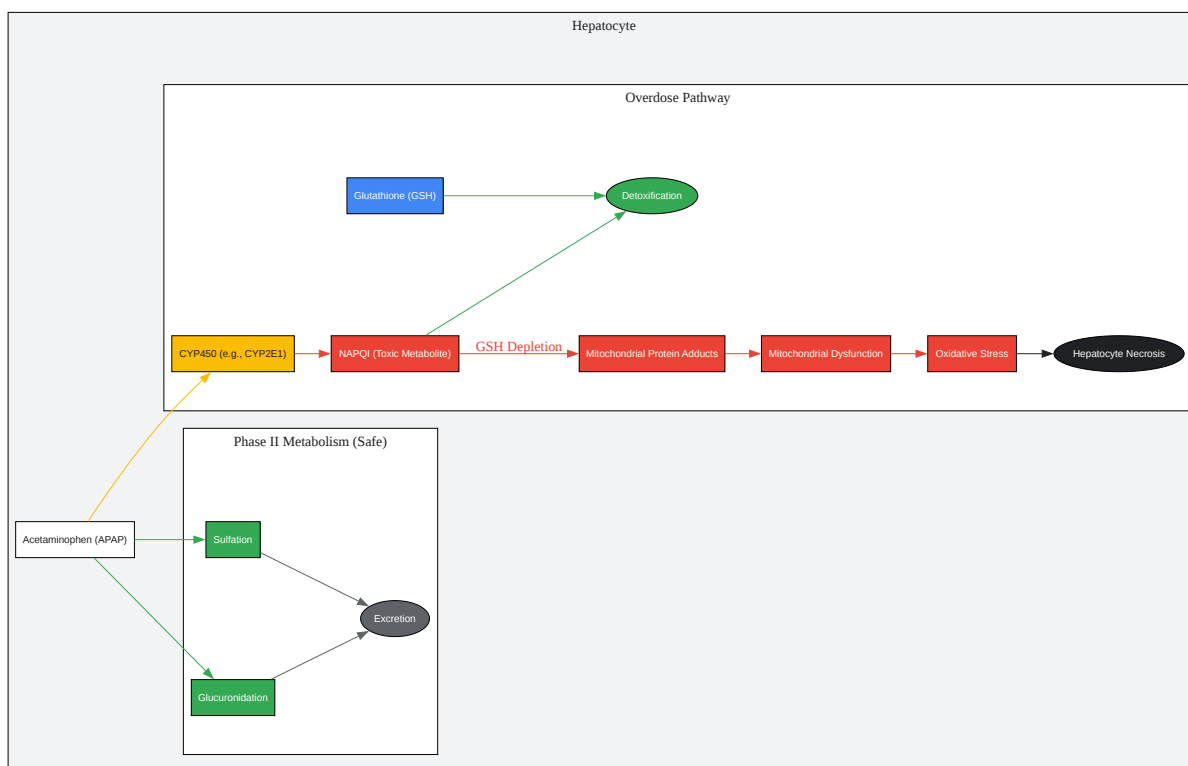 Hepatocyte
Overdose Pathway
Glutathione (GSH)
Detoxification
CYP450 (e.g., CYP2E1)
NAPQI (Toxic Metabolite)
GSH Depletion
Mitochondrial Protein Adducts
Mitochondrial Dysfunction
Oxidative Stress
Hepatocyte Necrosis
Phase II Metabolism (Safe)
Acetaminophen (APAP)
Sulfation
Excretion
Glucuronidation